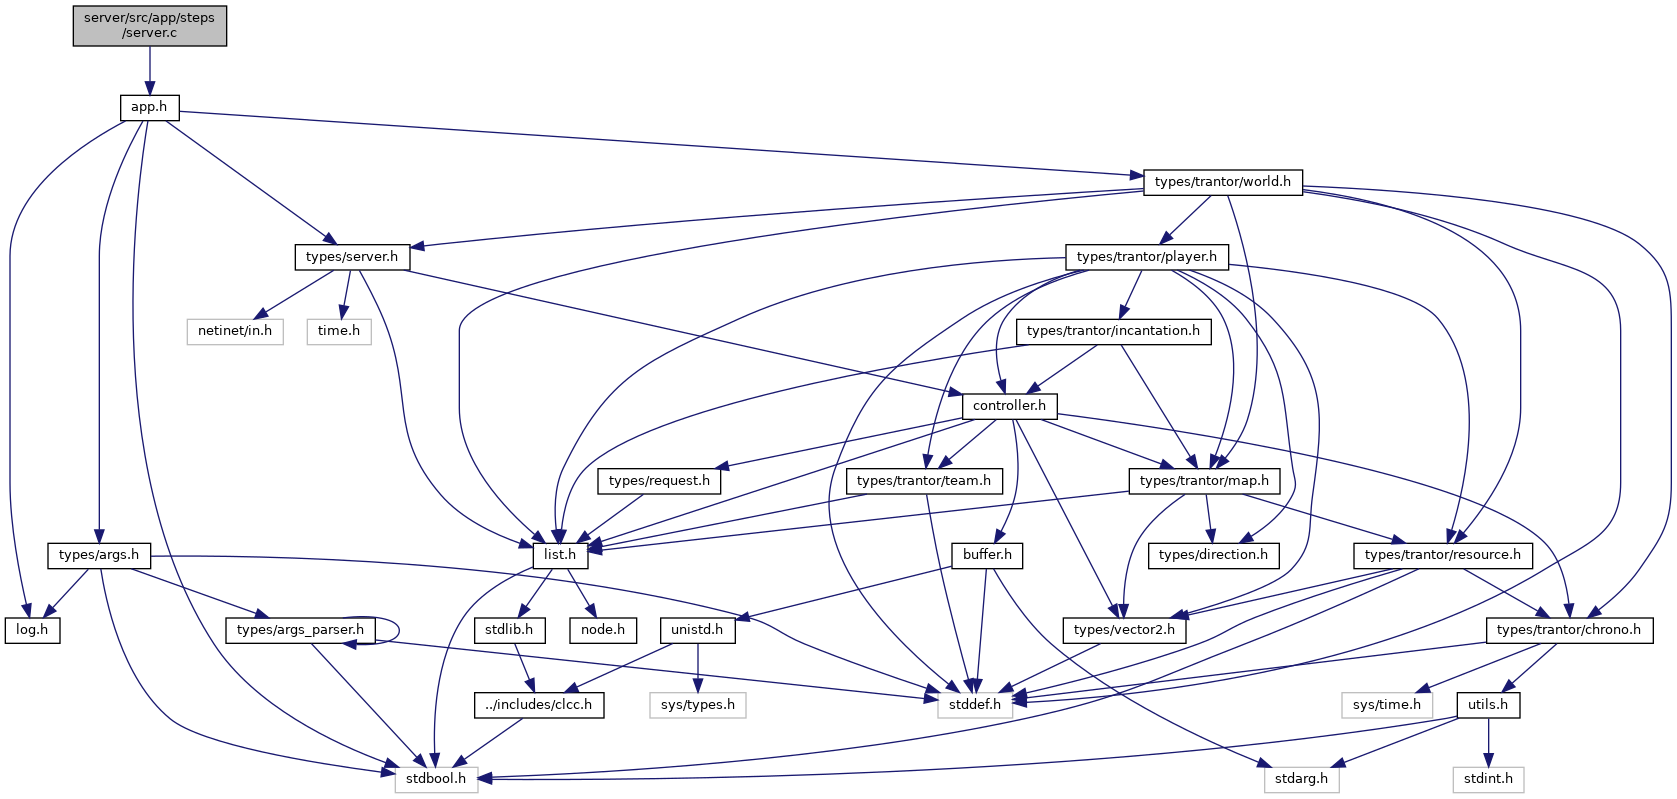 server/src/app/steps
/server.c
app.h
types/trantor/world.h
types/server.h
types/trantor/player.h
netinet/in.h
time.h
types/trantor/incantation.h
controller.h
types/request.h
types/trantor/team.h
types/trantor/map.h
types/args.h
list.h
buffer.h
types/direction.h
types/trantor/resource.h
log.h
types/args_parser.h
stdlib.h
node.h
unistd.h
types/vector2.h
types/trantor/chrono.h
../includes/clcc.h
sys/types.h
stddef.h
sys/time.h
utils.h
stdbool.h
stdarg.h
stdint.h